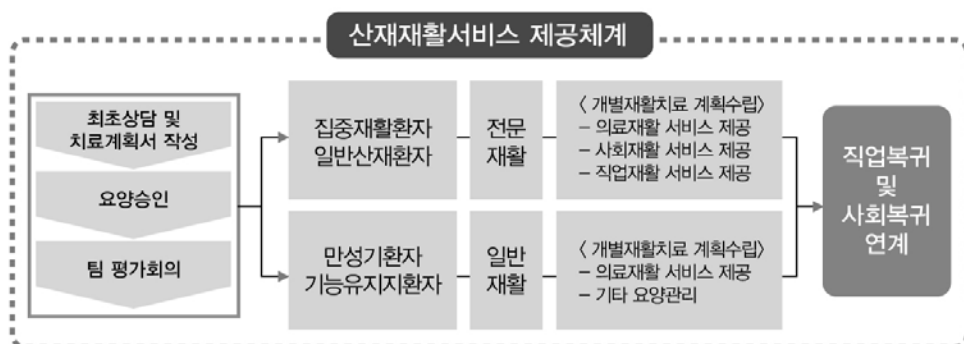 산재재활서비스 제공체계
최초상담 및
치료계획서 작성
요양승인
팀 평가회의
집중재활환자
일반산재환자
전문
재활
〈 개별재활치료 계획수립〉
– 의료재활 서비스 제공
– 사회재활 서비스 제공
– 직업재활 서비스 제공
만성기환자
기능유지지환자
일반
재활
〈 개별재활치료 계획수립〉
– 의료재활 서비스 제공
– 기타 요양관리
직업복귀
및
사회복귀
연계